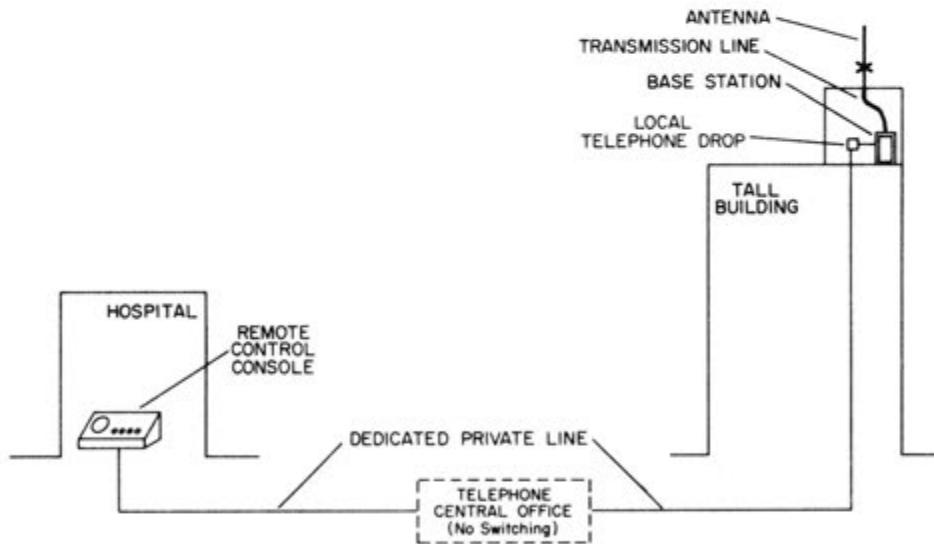 ANTENNA
TRANSMISSION LINE
BASE STATION
LOCAL
TELEPHONE DROP
TALL
BUILDING
HOSPITAL
REMOTE
CONTROL
CONSOLE
DEDICATED PRIVATE LINE
TELEPHONE
CENTRAL OFFICE
(No Switching)